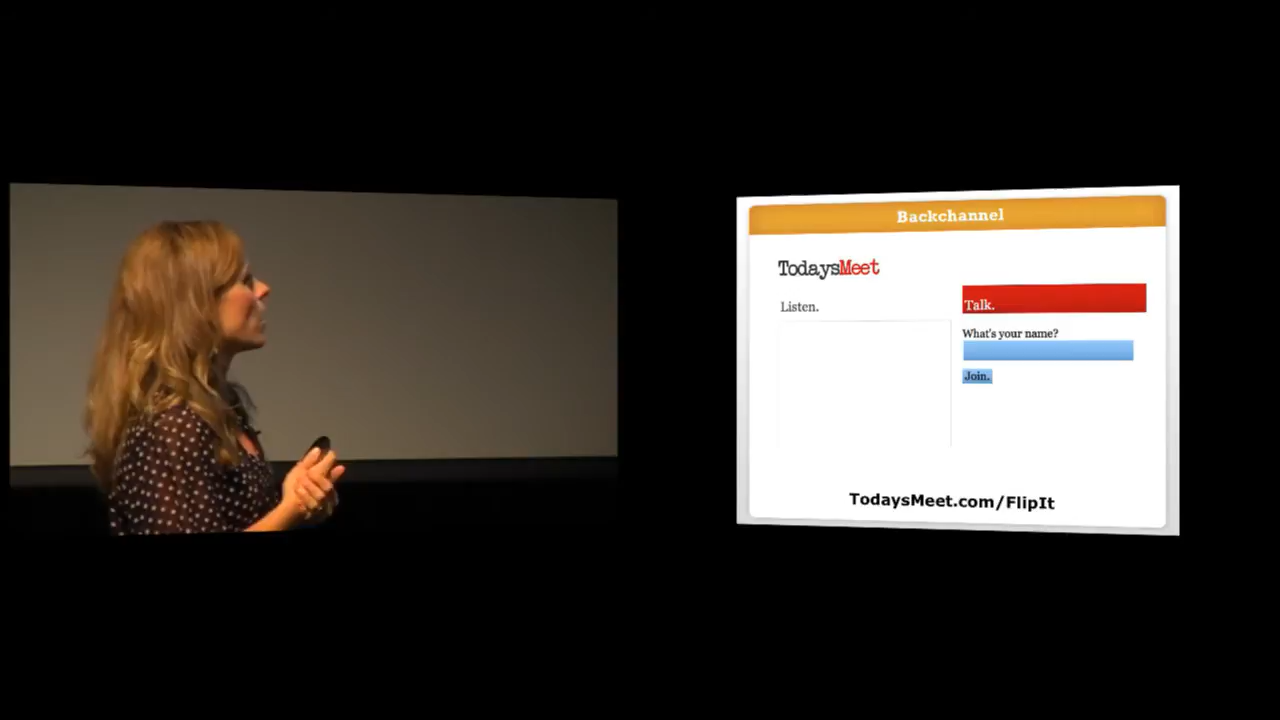 Backchannel
TodaysMeet
Listen.
Talk.
What's your name?
Join.
TodaysMeet.com/FlipIt